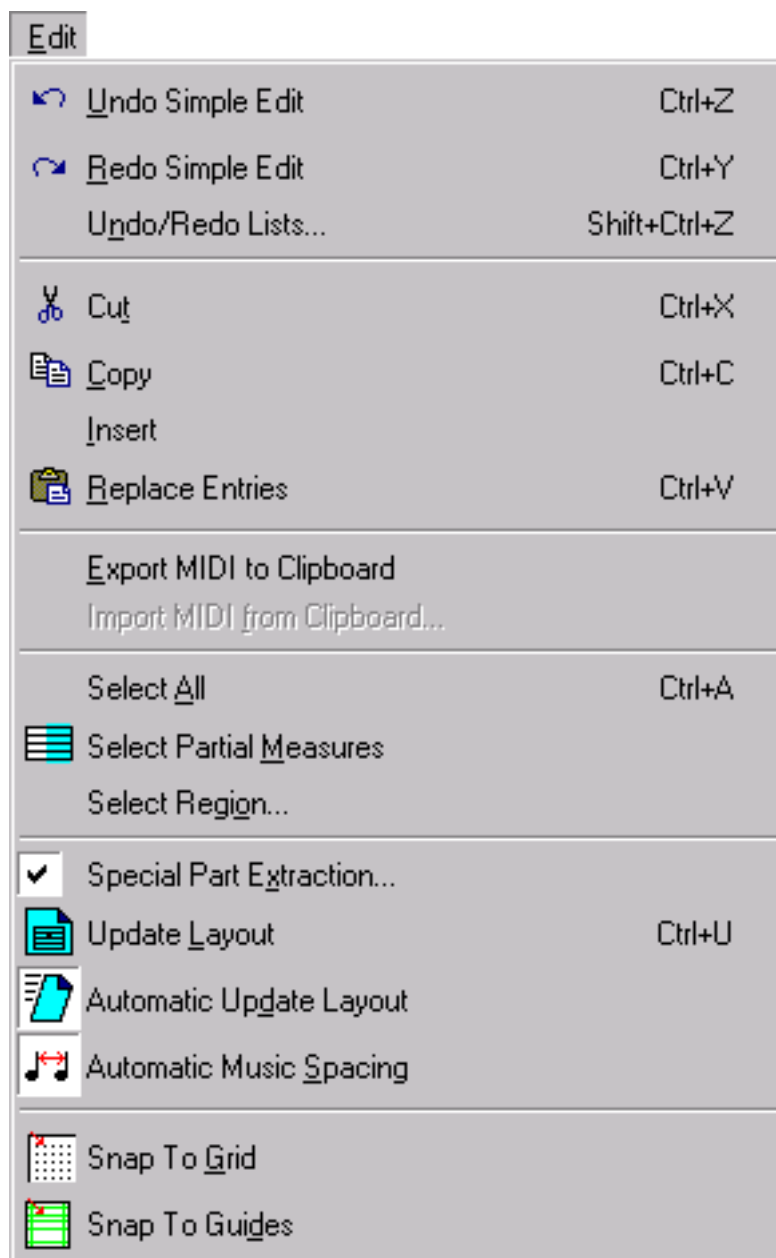 Edit
Undo Simple Edit Ctrl+Z
Redo Simple Edit Ctrl+Y
Undo/Redo Lists... Shift+Ctrl+Z
Cut Ctrl+X
Copy Ctrl+C
Insert
Replace Entries Ctrl+V
Export MIDI to Clipboard
Import MIDI from Clipboard...
Select All Ctrl+A
Select Partial Measures
Select Region...
Special Part Extraction...
Update Layout Ctrl+U
Automatic Update Layout
Automatic Music Spacing
Snap To Grid
Snap To Guides